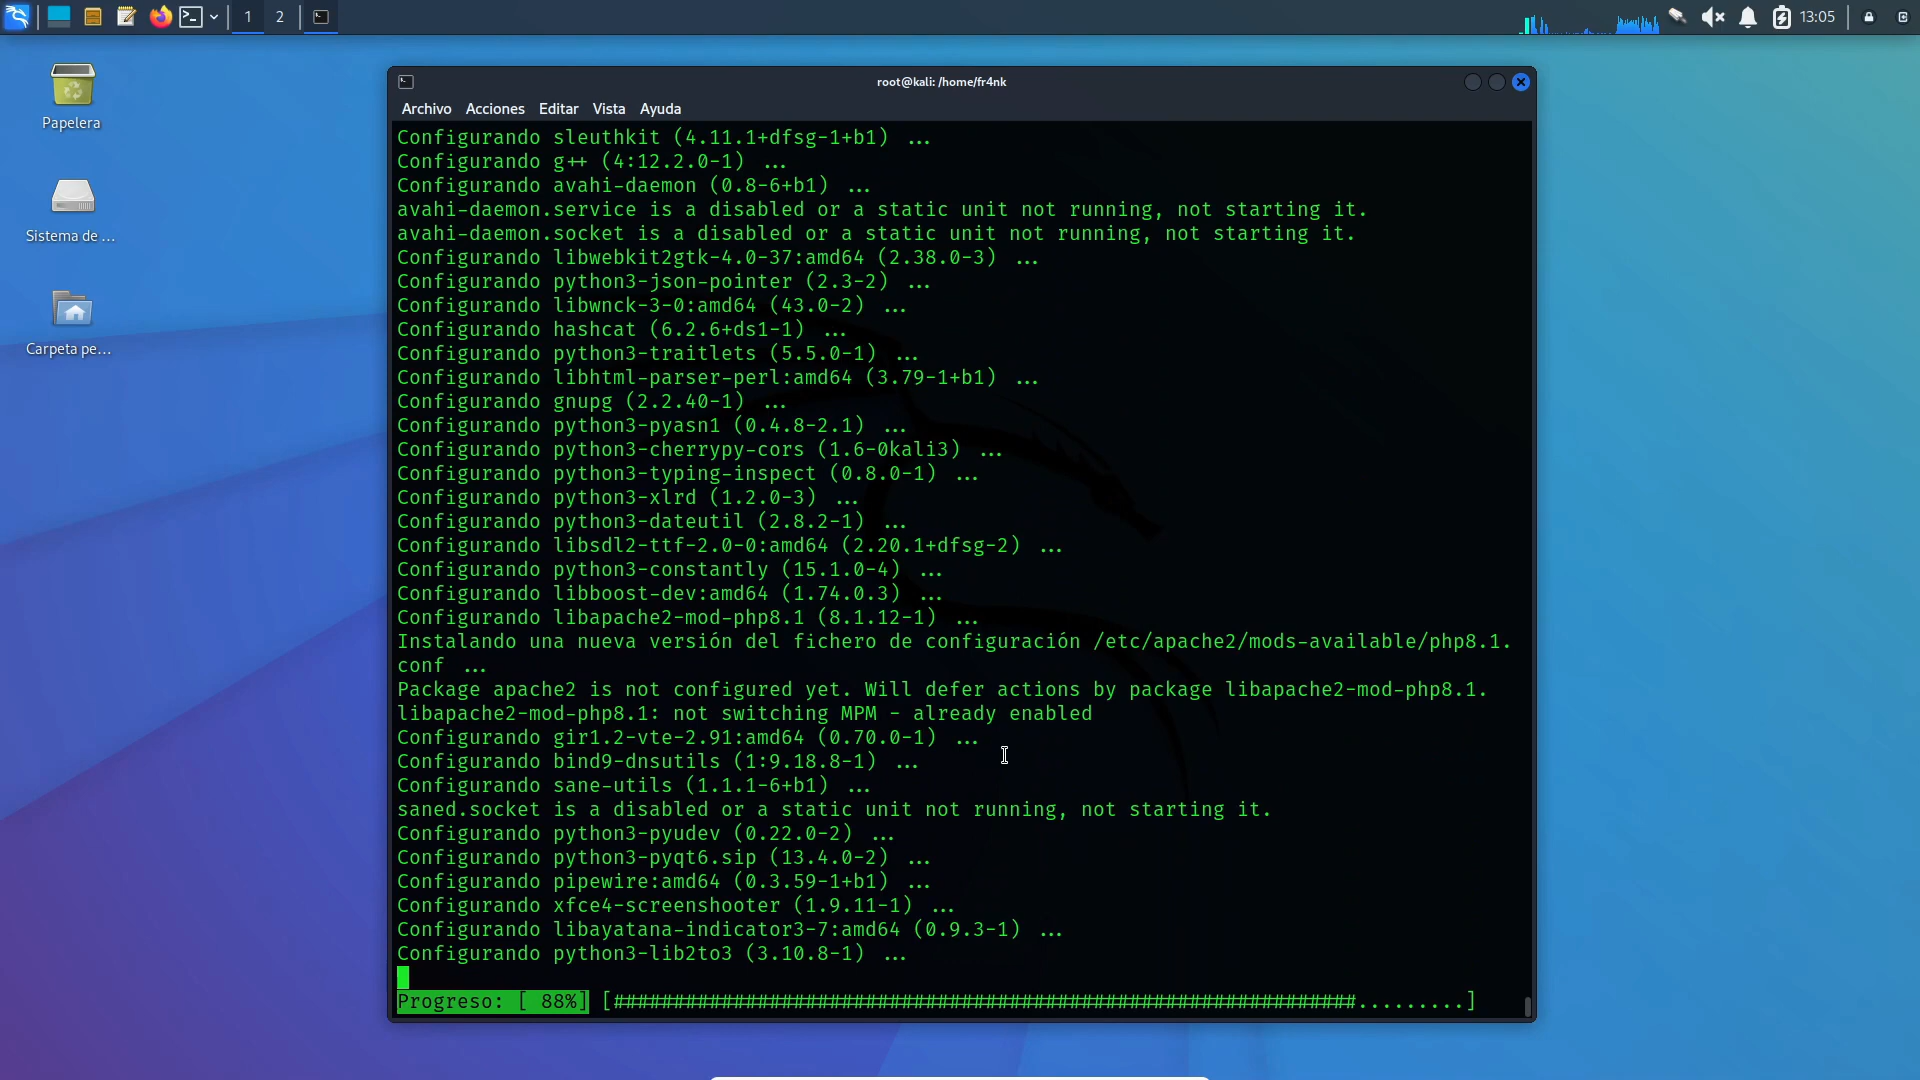 1 2
13:05
Papelera
Sistema de ...
Carpeta pe...
root@kali: /home/fr4nk
Archivo Acciones Editar Vista Ayuda
Configurando sleuthkit (4.11.1+dfsg-1+b1) ...
Configurando g++ (4:12.2.0-1) ...
Configurando avahi-daemon (0.8-6+b1) ...
avahi-daemon.service is a disabled or a static unit not running, not starting it.
avahi-daemon.socket is a disabled or a static unit not running, not starting it.
Configurando libwebkit2gtk-4.0-37:amd64 (2.38.0-3) ...
Configurando python3-json-pointer (2.3-2) ...
Configurando libwnck-3-0:amd64 (43.0-2) ...
Configurando hashcat (6.2.6+ds1-1) ...
Configurando python3-traitlets (5.5.0-1) ...
Configurando libhtml-parser-perl:amd64 (3.79-1+b1) ...
Configurando gnupg (2.2.40-1) ...
Configurando python3-pyasn1 (0.4.8-2.1) ...
Configurando python3-cherrypy-cors (1.6-0kali3) ...
Configurando python3-typing-inspect (0.8.0-1) ...
Configurando python3-xlrd (1.2.0-3) ...
Configurando python3-dateutil (2.8.2-1) ...
Configurando libsdl2-ttf-2.0-0:amd64 (2.20.1+dfsg-2) ...
Configurando python3-constantly (15.1.0-4) ...
Configurando libboost-dev:amd64 (1.74.0.3) ...
Configurando libapache2-mod-php8.1 (8.1.12-1) ...
Instalando una nueva versión del fichero de configuración /etc/apache2/mods-available/php8.1.
conf ...
Package apache2 is not configured yet. Will defer actions by package libapache2-mod-php8.1.
libapache2-mod-php8.1: not switching MPM - already enabled
Configurando gir1.2-vte-2.91:amd64 (0.70.0-1) ...
Configurando bind9-dnsutils (1:9.18.8-1) ...
Configurando sane-utils (1.1.1-6+b1) ...
saned.socket is a disabled or a static unit not running, not starting it.
Configurando python3-pyudev (0.22.0-2) ...
Configurando python3-pyqt6.sip (13.4.0-2) ...
Configurando pipewire:amd64 (0.3.59-1+b1) ...
Configurando xfce4-screenshooter (1.9.11-1) ...
Configurando libayatana-indicator3-7:amd64 (0.9.3-1) ...
Configurando python3-lib2to3 (3.10.8-1) ...
Progreso: [ 88%] [##############################################################.........]